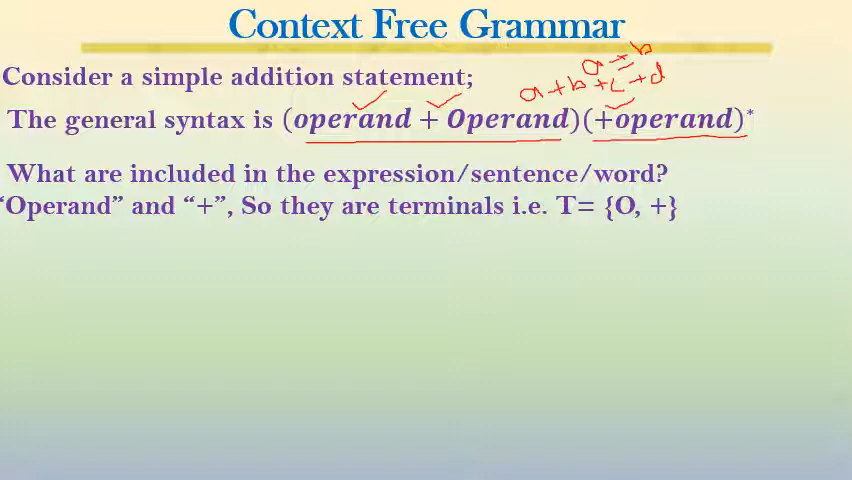 Context Free Grammar
a + b
Consider a simple addition statement;
a + b + c + d
The general syntax is (operand + Operand)(+operand)*
What are included in the expression/sentence/word?
“Operand” and “+”, So they are terminals i.e. T= {O, +}